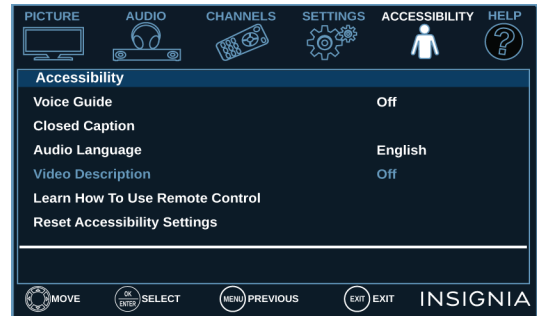 PICTURE AUDIO CHANNELS SETTINGS ACCESSIBILITY HELP
Accessibility
Voice Guide Off
Closed Caption
Audio Language English
Video Description Off
Learn How To Use Remote Control
Reset Accessibility Settings
MOVE OK ENTER SELECT MENU PREVIOUS EXIT EXIT INSIGNIA